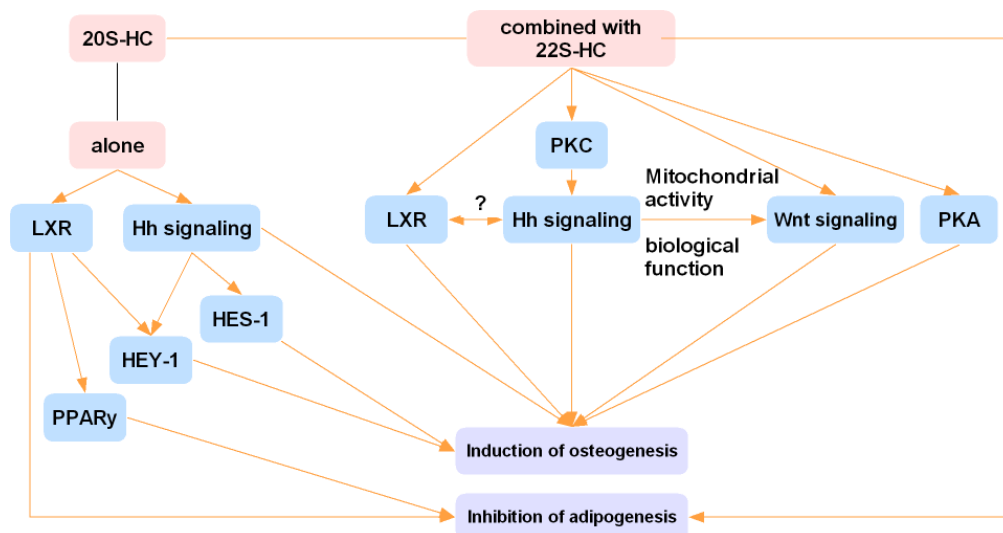 20S-HC
combined with
22S-HC
alone
PKC
LXR
Hh signaling
LXR
?
Hh signaling
Mitochondrial
activity
biological
function
Wnt signaling
PKA
HES-1
HEY-1
PPARy
Induction of osteogenesis
Inhibition of adipogenesis